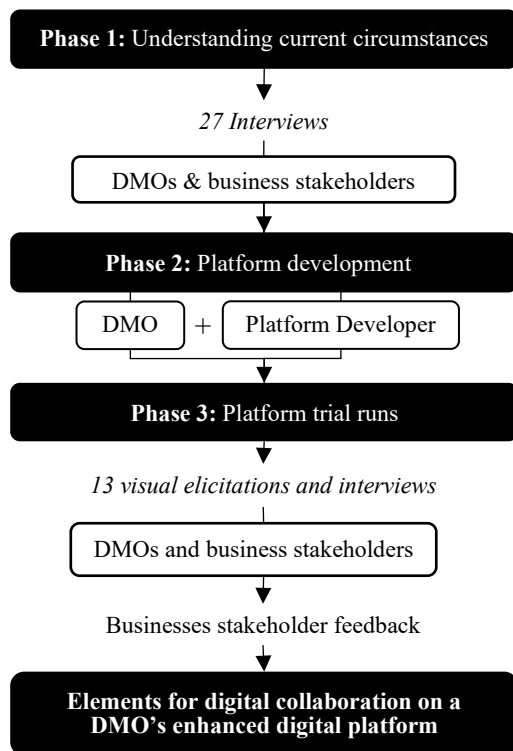 Phase 1: Understanding current circumstances
27 Interviews
DMOs & business stakeholders
Phase 2: Platform development
DMO + Platform Developer
Phase 3: Platform trial runs
13 visual elicitations and interviews
DMOs and business stakeholders
Businesses stakeholder feedback
Elements for digital collaboration on a
DMO's enhanced digital platform